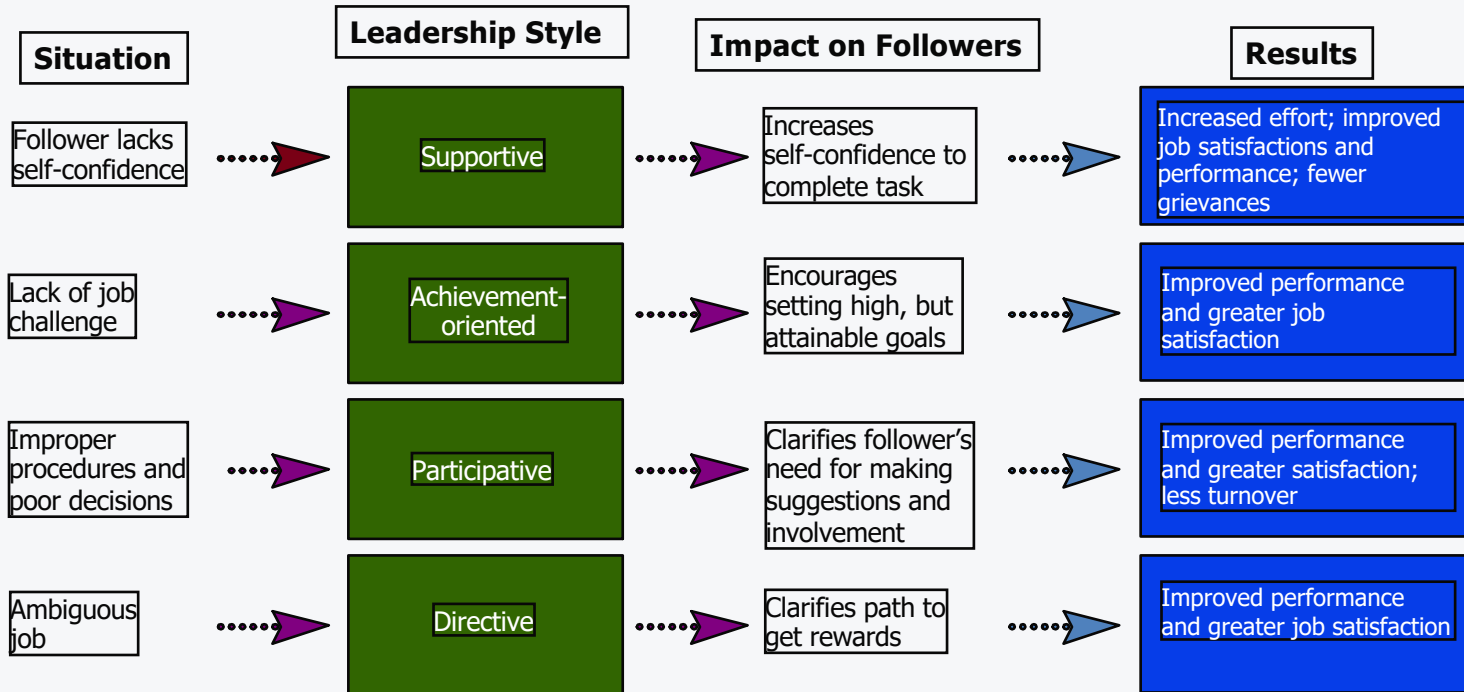 Situation
Leadership Style
Impact on Followers
Results
Follower lacks
self-confidence
Supportive
Increases
self-confidence to
complete task
Increased effort; improved
job satisfactions and
performance; fewer
grievances
Lack of job
challenge
Achievement-
oriented
Encourages
setting high, but
attainable goals
Improved performance
and greater job
satisfaction
Improper
procedures and
poor decisions
Participative
Clarifies follower’s
need for making
suggestions and
involvement
Improved performance
and greater satisfaction;
less turnover
Ambiguous
job
Directive
Clarifies path to
get rewards
Improved performance
and greater job satisfaction